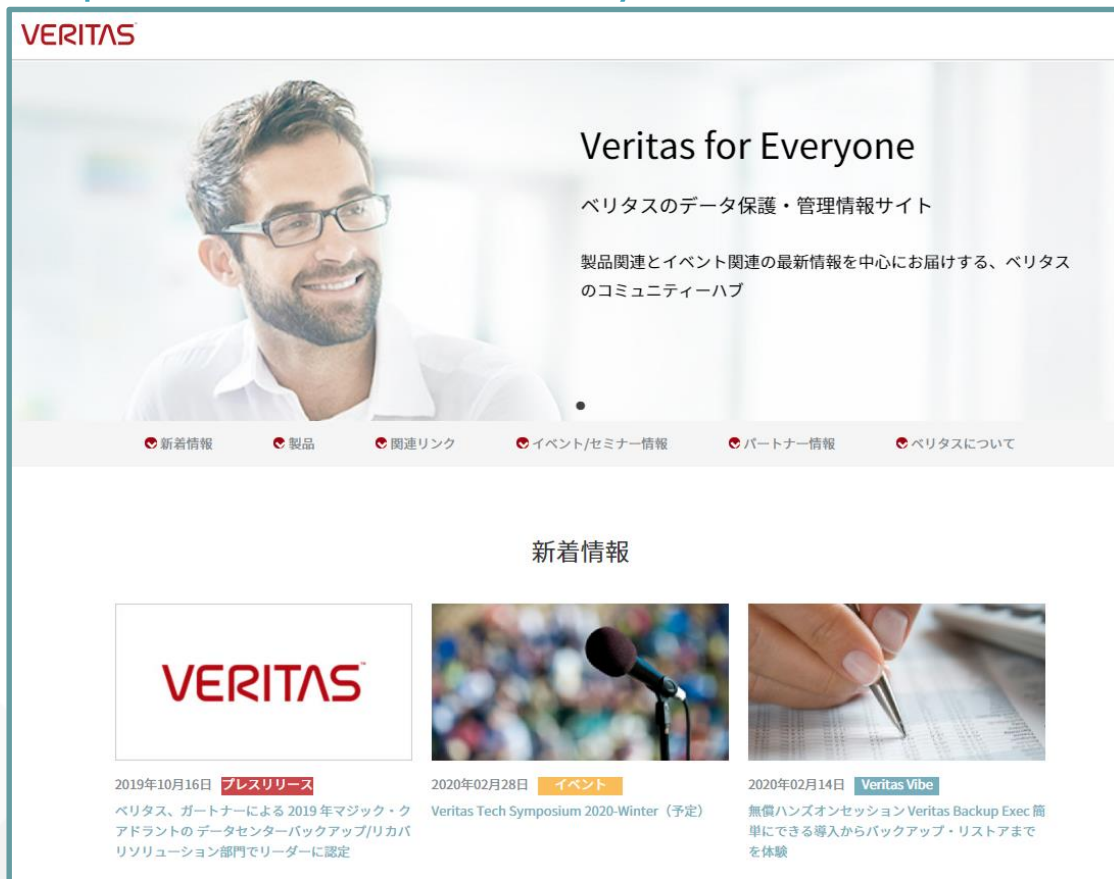 VERITAS
Veritas for Everyone
ベリタスのデータ保護・管理情報サイト
製品関連とイベント関連の最新情報を中心にお届けする、ベリタス
のコミュニティーハブ
新着情報 製品 関連リンク イベント/セミナー情報 パートナー情報 ベリタスについて
新着情報
VERITAS
2019年10月16日 プレスリリース
ベリタス、ガートナーによる 2019 年マジック・ク
アドラントの データセンターバックアップ/リカバ
リソリューション部門でリーダーに認定
2020年02月28日 イベント
Veritas Tech Symposium 2020-Winter（予定）
2020年02月14日 Veritas Vibe
無償ハンズオンセッション Veritas Backup Exec 簡
単にできる導入からバックアップ・リストアまで
を体験